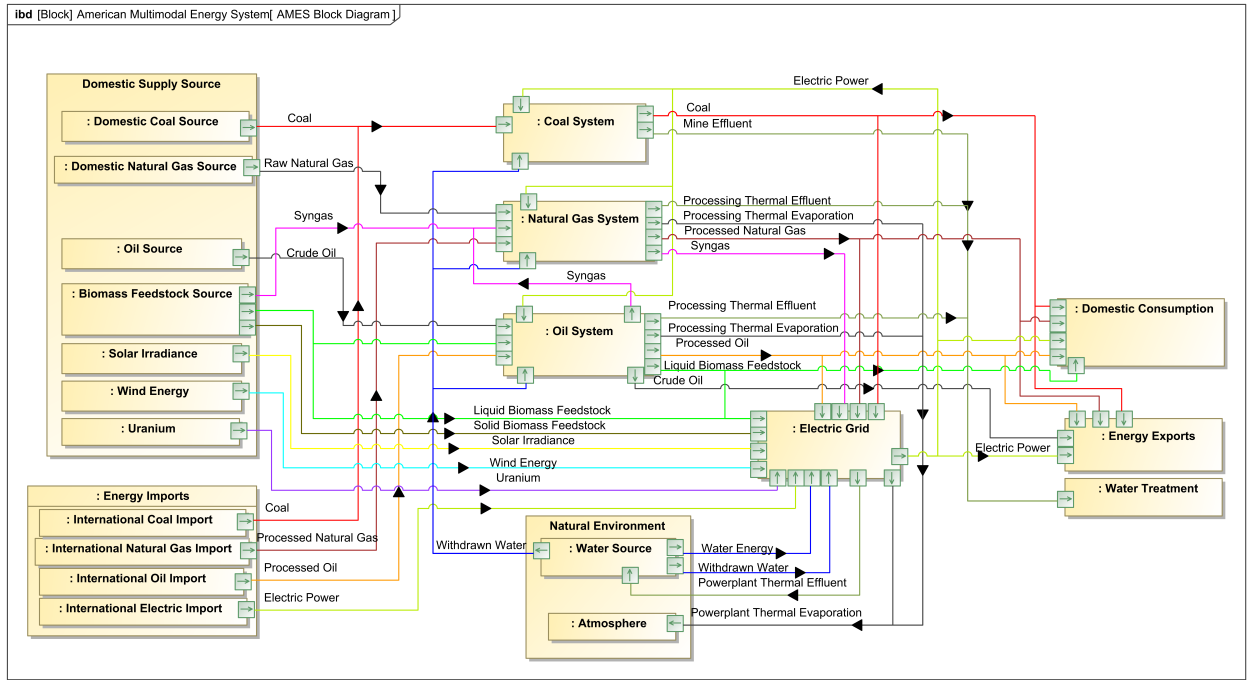 ibd [Block] American Multimodal Energy System[ AMES Block Diagram ]
Domestic Supply Source
: Domestic Coal Source
: Domestic Natural Gas Source
: Oil Source
: Biomass Feedstock Source
: Solar Irradiance
: Wind Energy
: Uranium
: Energy Imports
: International Coal Import
: International Natural Gas Import
: International Oil Import
: International Electric Import
Coal
Raw Natural Gas
Syngas
Crude Oil
Coal
Processed Natural Gas
Processed Oil
Electric Power
Electric Power
: Coal System
Coal
Mine Effluent
: Natural Gas System
Processing Thermal Effluent
Processing Thermal Evaporation
Processed Natural Gas
Syngas
Syngas
: Oil System
Processing Thermal Effluent
Processing Thermal Evaporation
Processed Oil
Liquid Biomass Feedstock
Crude Oil
Liquid Biomass Feedstock
Solid Biomass Feedstock
Solar Irradiance
Wind Energy
Uranium
: Electric Grid
Electric Power
Natural Environment
: Water Source
Withdrawn Water
Water Energy
Withdrawn Water
Powerplant Thermal Effluent
: Atmosphere
Powerplant Thermal Evaporation
: Domestic Consumption
: Energy Exports
: Water Treatment